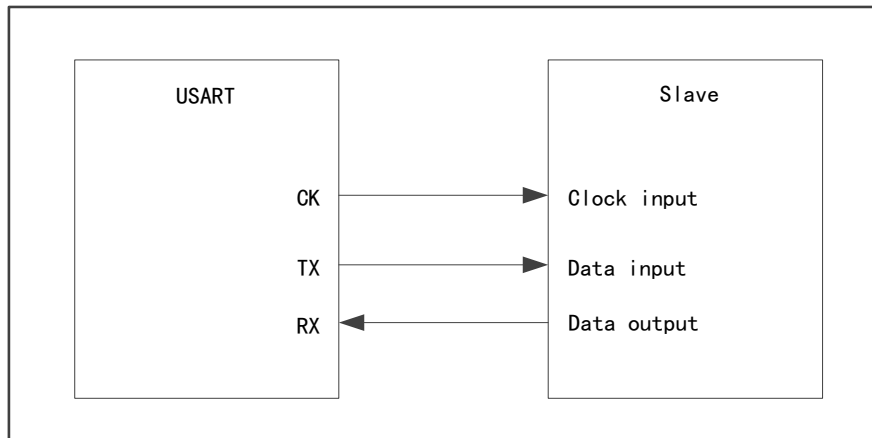 USART
Slave
CK
Clock input
TX
Data input
RX
Data output